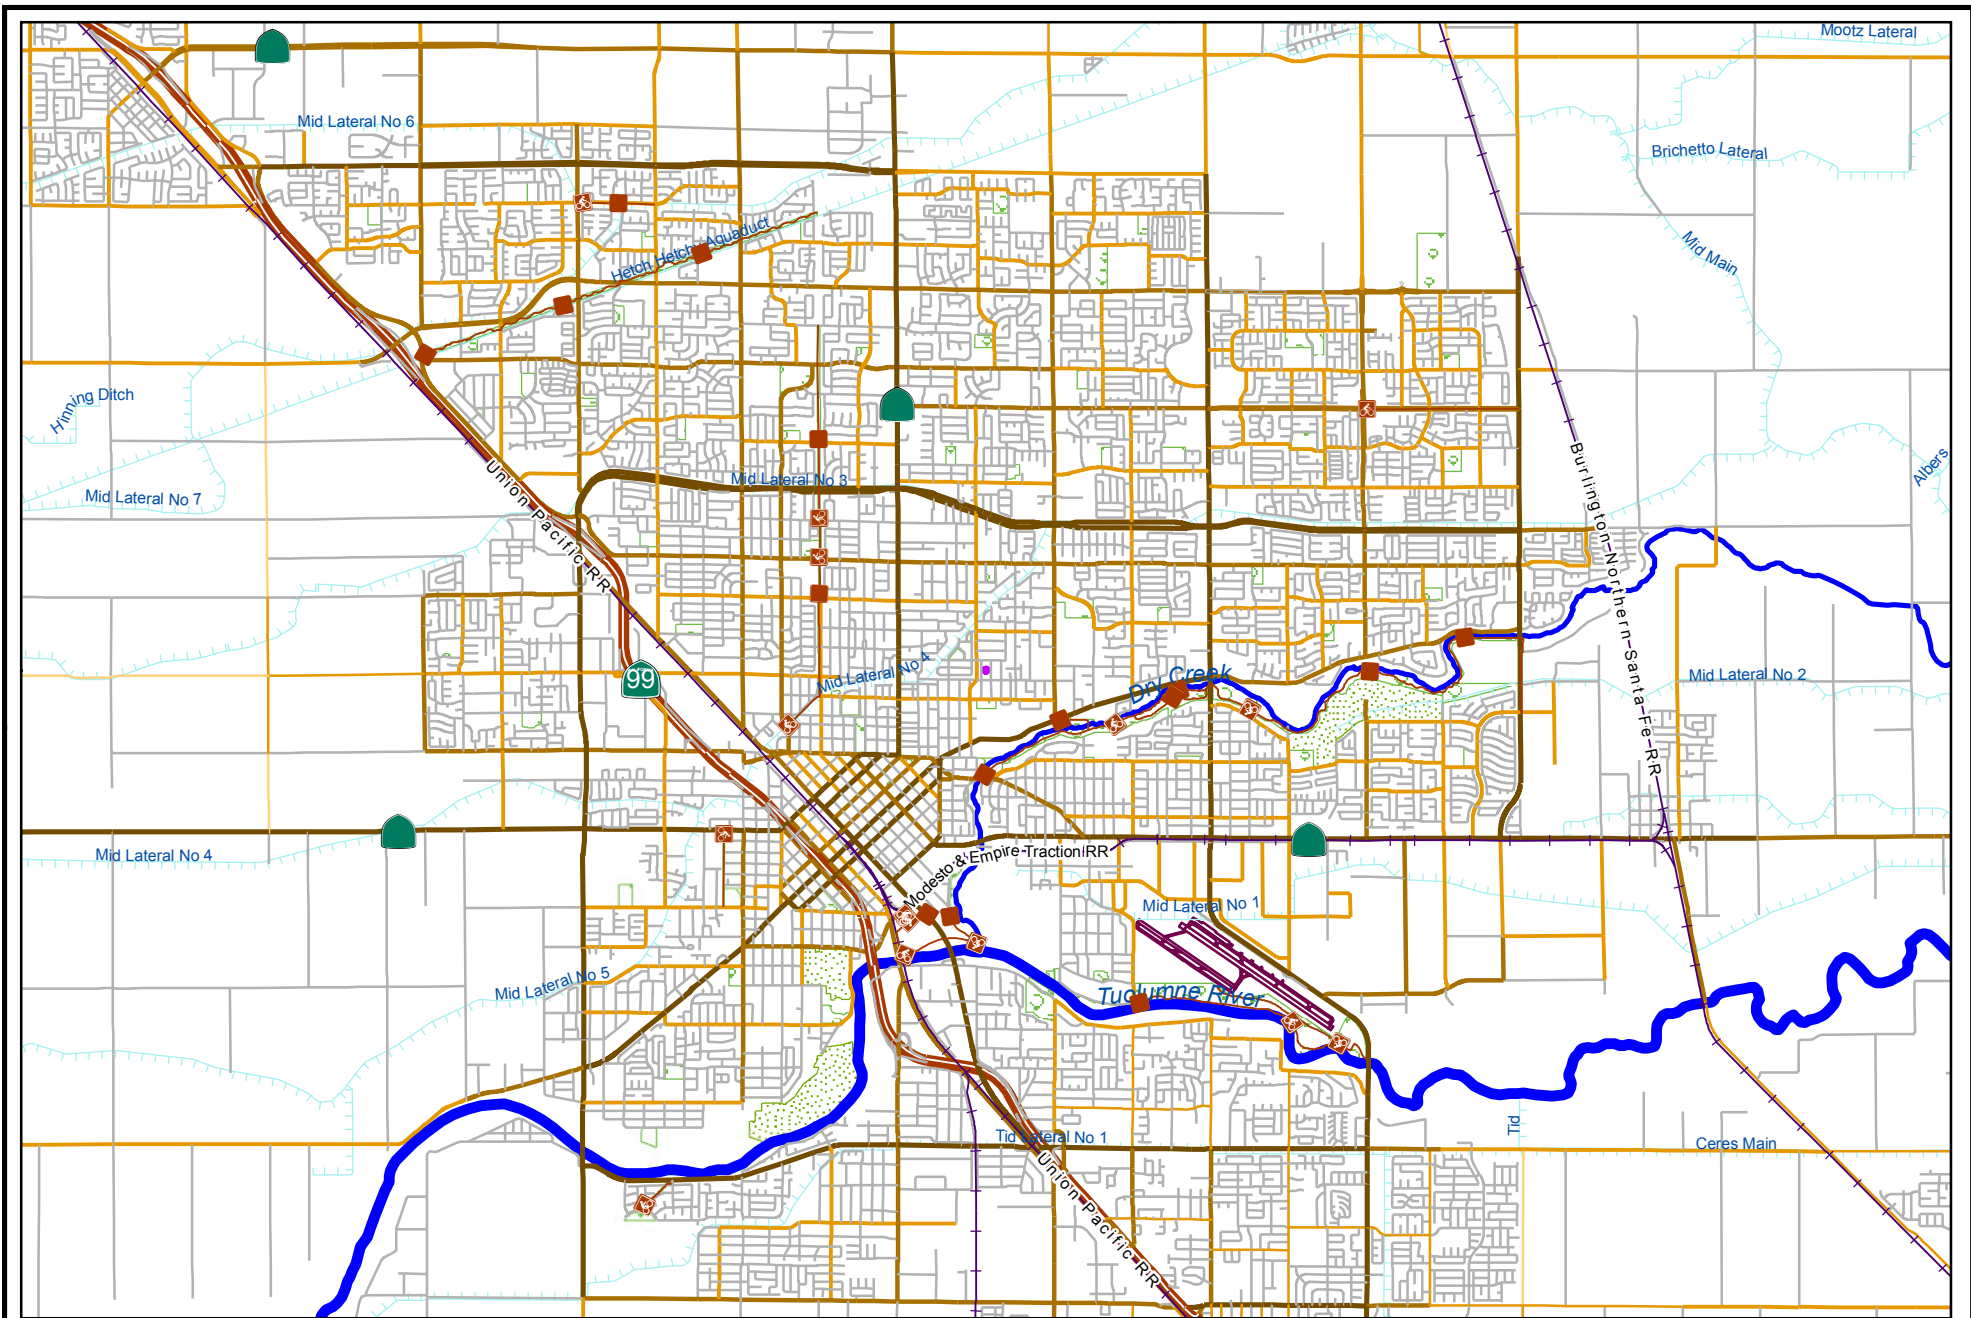 Mootz Lateral
Mid Lateral No 6
Brichetto Lateral
Hetch Hetchy Aquaduct
Mid Main
Hinning Ditch
Albers
Mid Lateral No 7
Union Pacific RR
Mid Lateral No 3
Burlington Northern Santa Fe RR
99
Mid Lateral No 4
Dry Creek
Mid Lateral No 2
Mid Lateral No 4
Modesto & Empire Traction RR
Mid Lateral No 1
Mid Lateral No 5
Tuolumne River
Tid
Tid Lateral No 1
Ceres Main
Union Pacific RR